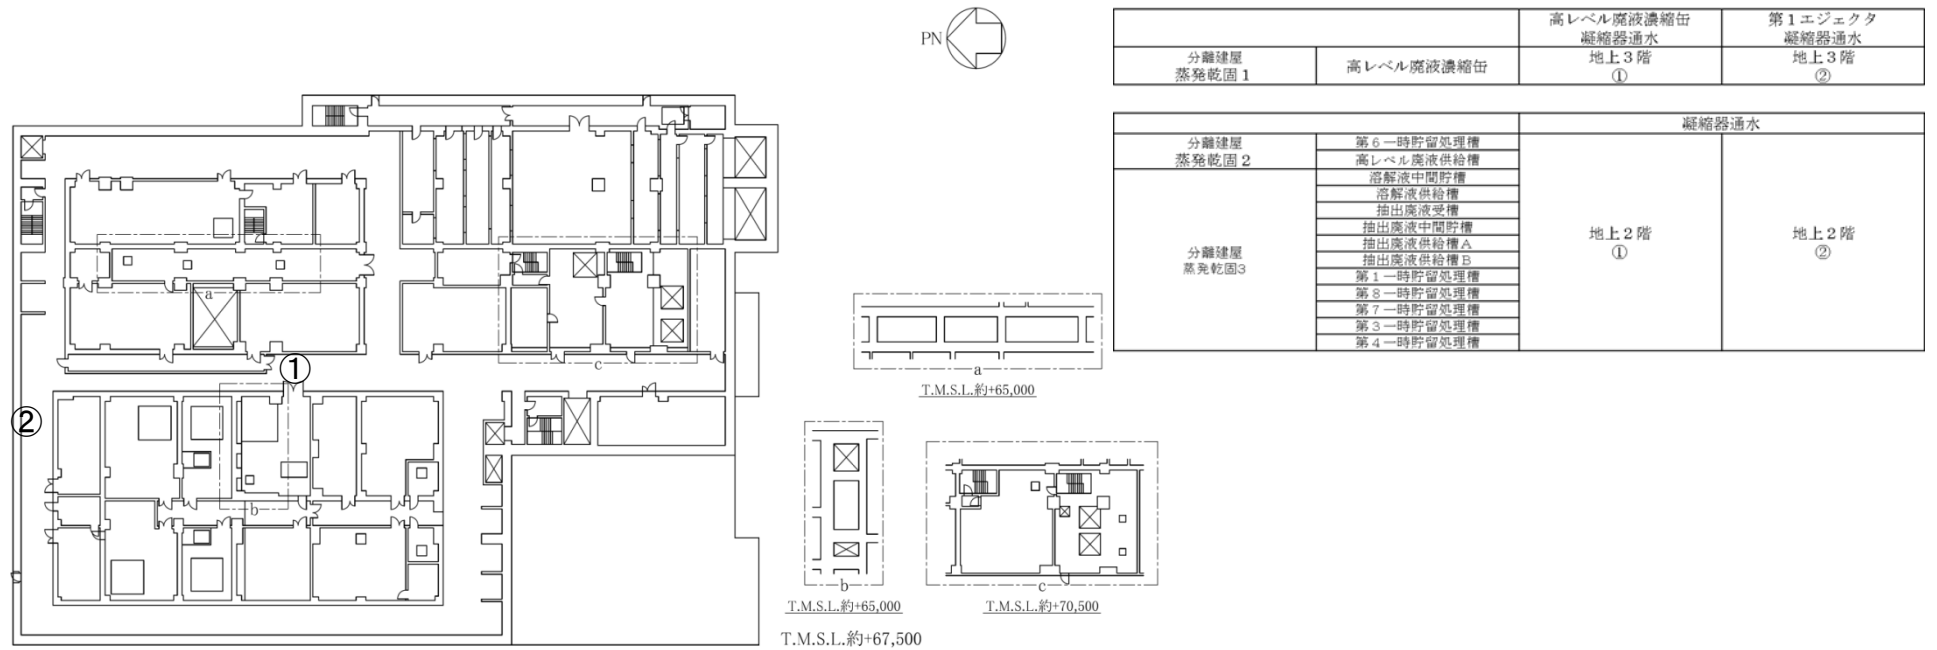 PN
高レベル廃液濃縮缶
凝縮器通水
第1エジェクタ
凝縮器通水
分離建屋
蒸発乾固1
高レベル廃液濃縮缶
地上3階
①
地上3階
②
凝縮器通水
分離建屋
蒸発乾固2
第6一時貯留処理槽
高レベル廃液供給槽
地上2階
①
地上2階
②
分離建屋
蒸発乾固3
溶解液中間貯槽
溶解液供給槽
抽出廃液受槽
抽出廃液中間貯槽
抽出廃液供給槽A
抽出廃液供給槽B
第1一時貯留処理槽
第8一時貯留処理槽
第7一時貯留処理槽
第3一時貯留処理槽
第4一時貯留処理槽
a
①
c
②
b
a
T.M.S.L.約+65,000
b
T.M.S.L.約+65,000
c
T.M.S.L.約+70,500
T.M.S.L.約+67,500